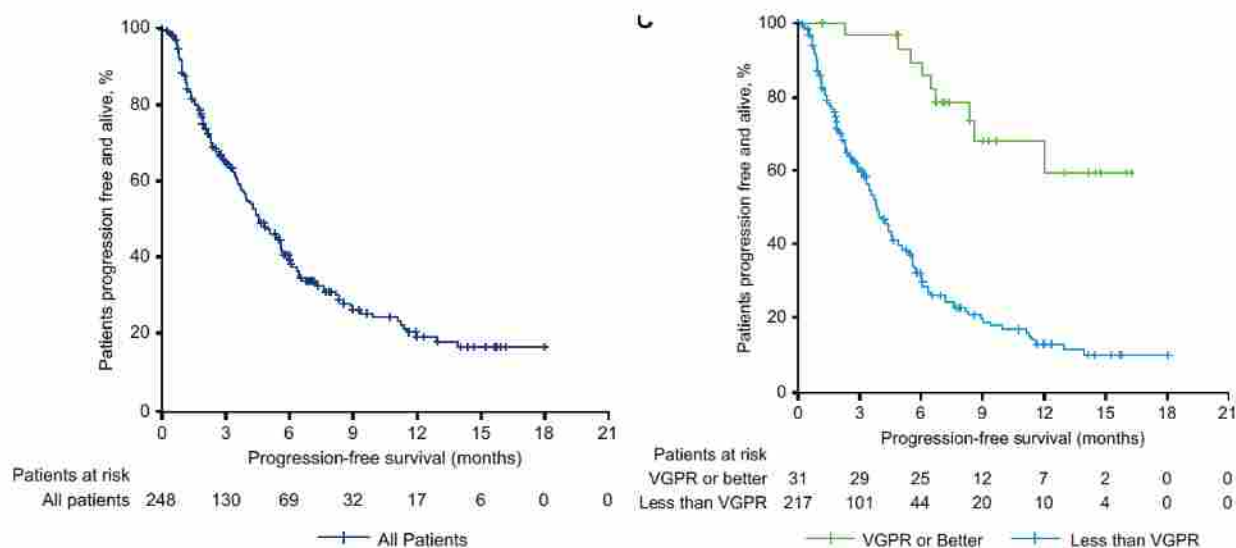 Patients progression free and alive, %
100
80
60
40
20
0
0 3 6 9 12 15 18 21
Progression-free survival (months)
Patients at risk
All patients 248 130 69 32 17 6 0 0
All Patients
Patients progression free and alive, %
100
80
60
40
20
0
0 3 6 9 12 15 18 21
Progression-free survival (months)
Patients at risk
VGPR or better 31 29 25 12 7 2 0 0
Less than VGPR 217 101 44 20 10 4 0 0
VGPR or Better Less than VGPR